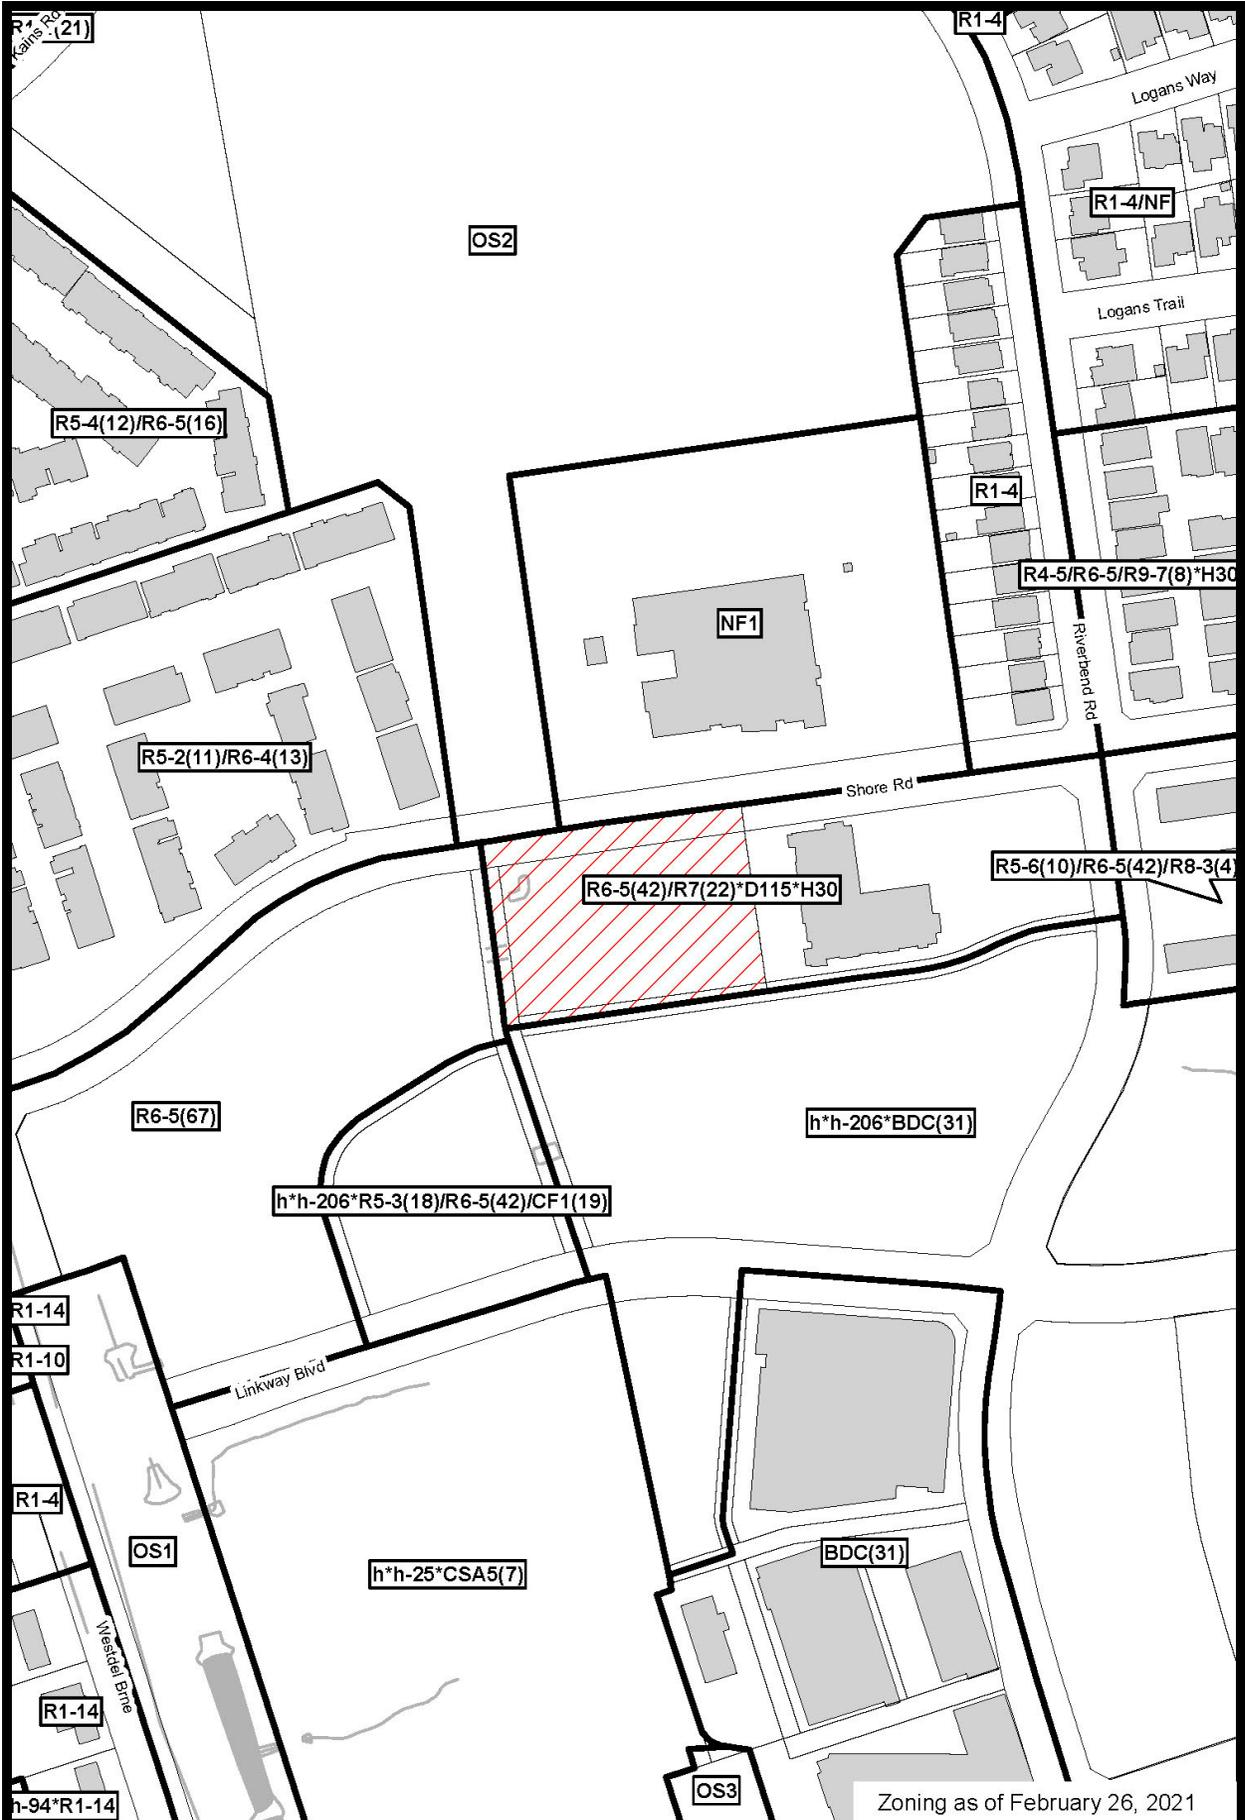 R1-4
(21)
Kains Rd
Logans Way
R1-4/NF
OS2
Logans Trail
R5-4(12)/R6-5(16)
R1-4
R4-5/R6-5/R9-7(8)*H30
NF1
Riverbend Rd
R5-2(11)/R6-4(13)
Shore Rd
R5-6(10)/R6-5(42)/R8-3(4)
R6-5(42)/R7(22)*D115*H30
R6-5(67)
h*h-206*BDC(31)
h*h-206*R5-3(18)/R6-5(42)/CF1(19)
R1-14
R1-10
Linkway Blvd
R1-4
OS1
BDC(31)
h*h-25*CSA5(7)
Westdel Brne
R1-14
OS3
h-94*R1-14
Zoning as of February 26, 2021